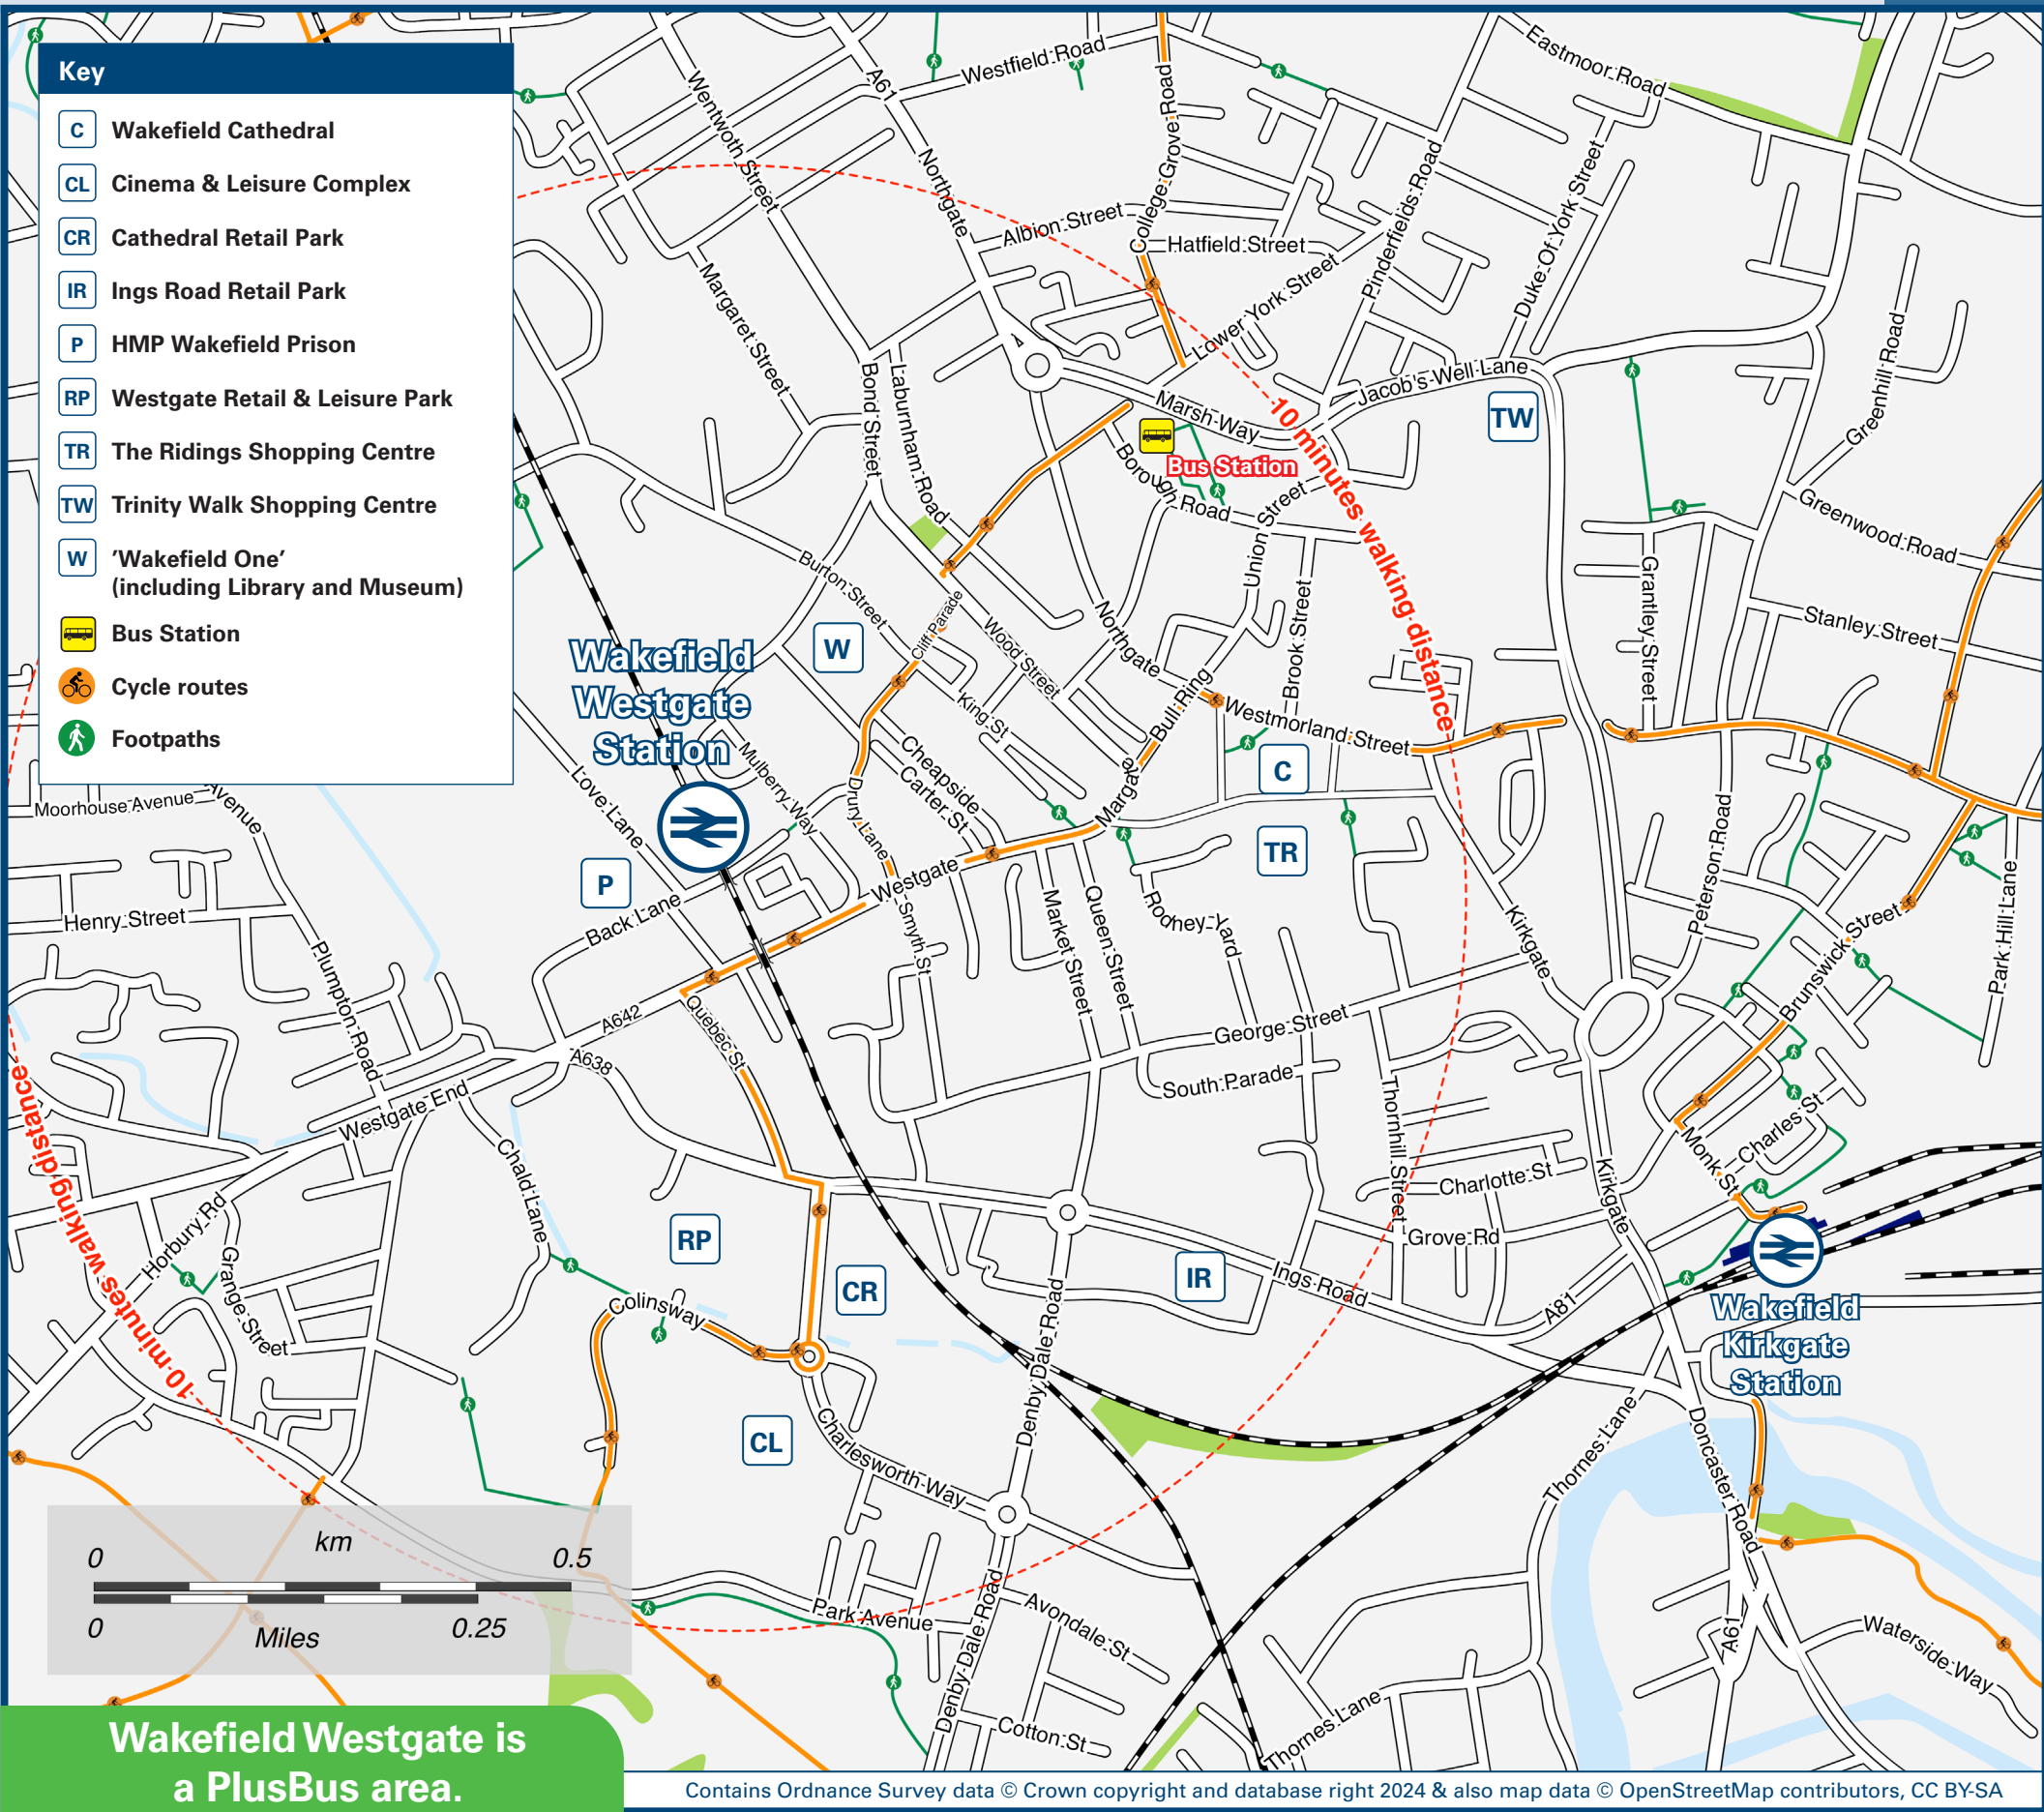 Key
C Wakefield Cathedral
CL Cinema & Leisure Complex
CR Cathedral Retail Park
IR Ings Road Retail Park
P HMP Wakefield Prison
RP Westgate Retail & Leisure Park
TR The Ridings Shopping Centre
TW Trinity Walk Shopping Centre
W ’Wakefield One’
(including Library and Museum)
Bus Station
Cycle routes
Footpaths
Eastmoor Road
Westfield Road
A61
Wentwoth Street
College Grove Road
Northgate
Albion Street
Hatfield Street
Pinderfields Road
Duke Of York Street
Lower York Street
Margaret Street
Bond Street
Laburnham Road
Marsh Way
Jacob's Well Lane
TW
Greenhill Road
Bus Station
Borough Road
Union Street
10 minutes walking distance
Greenwood Road
Burton Street
Cliff Parade
Wood Street
Northgate
Brook Street
Grantley Street
Stanley Street
W
Wakefield
Westgate
Station
King St
Bull Ring
Westmorland Street
C
Mulberry Way
Cheapside
Carter St
Drury Lane
Margate
Love Lane
Moorhouse Avenue
Avenue
TR
P
Westgate
Peterson Road
Back Lane
Smyth St
Market Street
Queen Street
Rodney Yard
Kirkgate
Brunswick Street
Park Hill Lane
Henry Street
Plumpton Road
A642
Quebec St
George Street
A638
South Parade
Thornhill Street
Westgate End
Charles St
Monk St
Chald Lane
Charlotte St
Kirkgate
Horbury Rd
Grange Street
RP
Grove Rd
CR
IR
Ings Road
A81
Colinsway
Denby Dale Road
Wakefield
Kirkgate
Station
10 minutes walking distance
CL
Charlesworth Way
Thornes Lane
Doncaster Road
km
0 0.5
0 0.25
Miles
Park Avenue
Avondale St
Denby Dale Road
A61
Waterside Way
Cotton St
Thornes Lane
Wakefield Westgate is
a PlusBus area.
Contains Ordnance Survey data © Crown copyright and database right 2024 & also map data © OpenStreetMap contributors, CC BY-SA